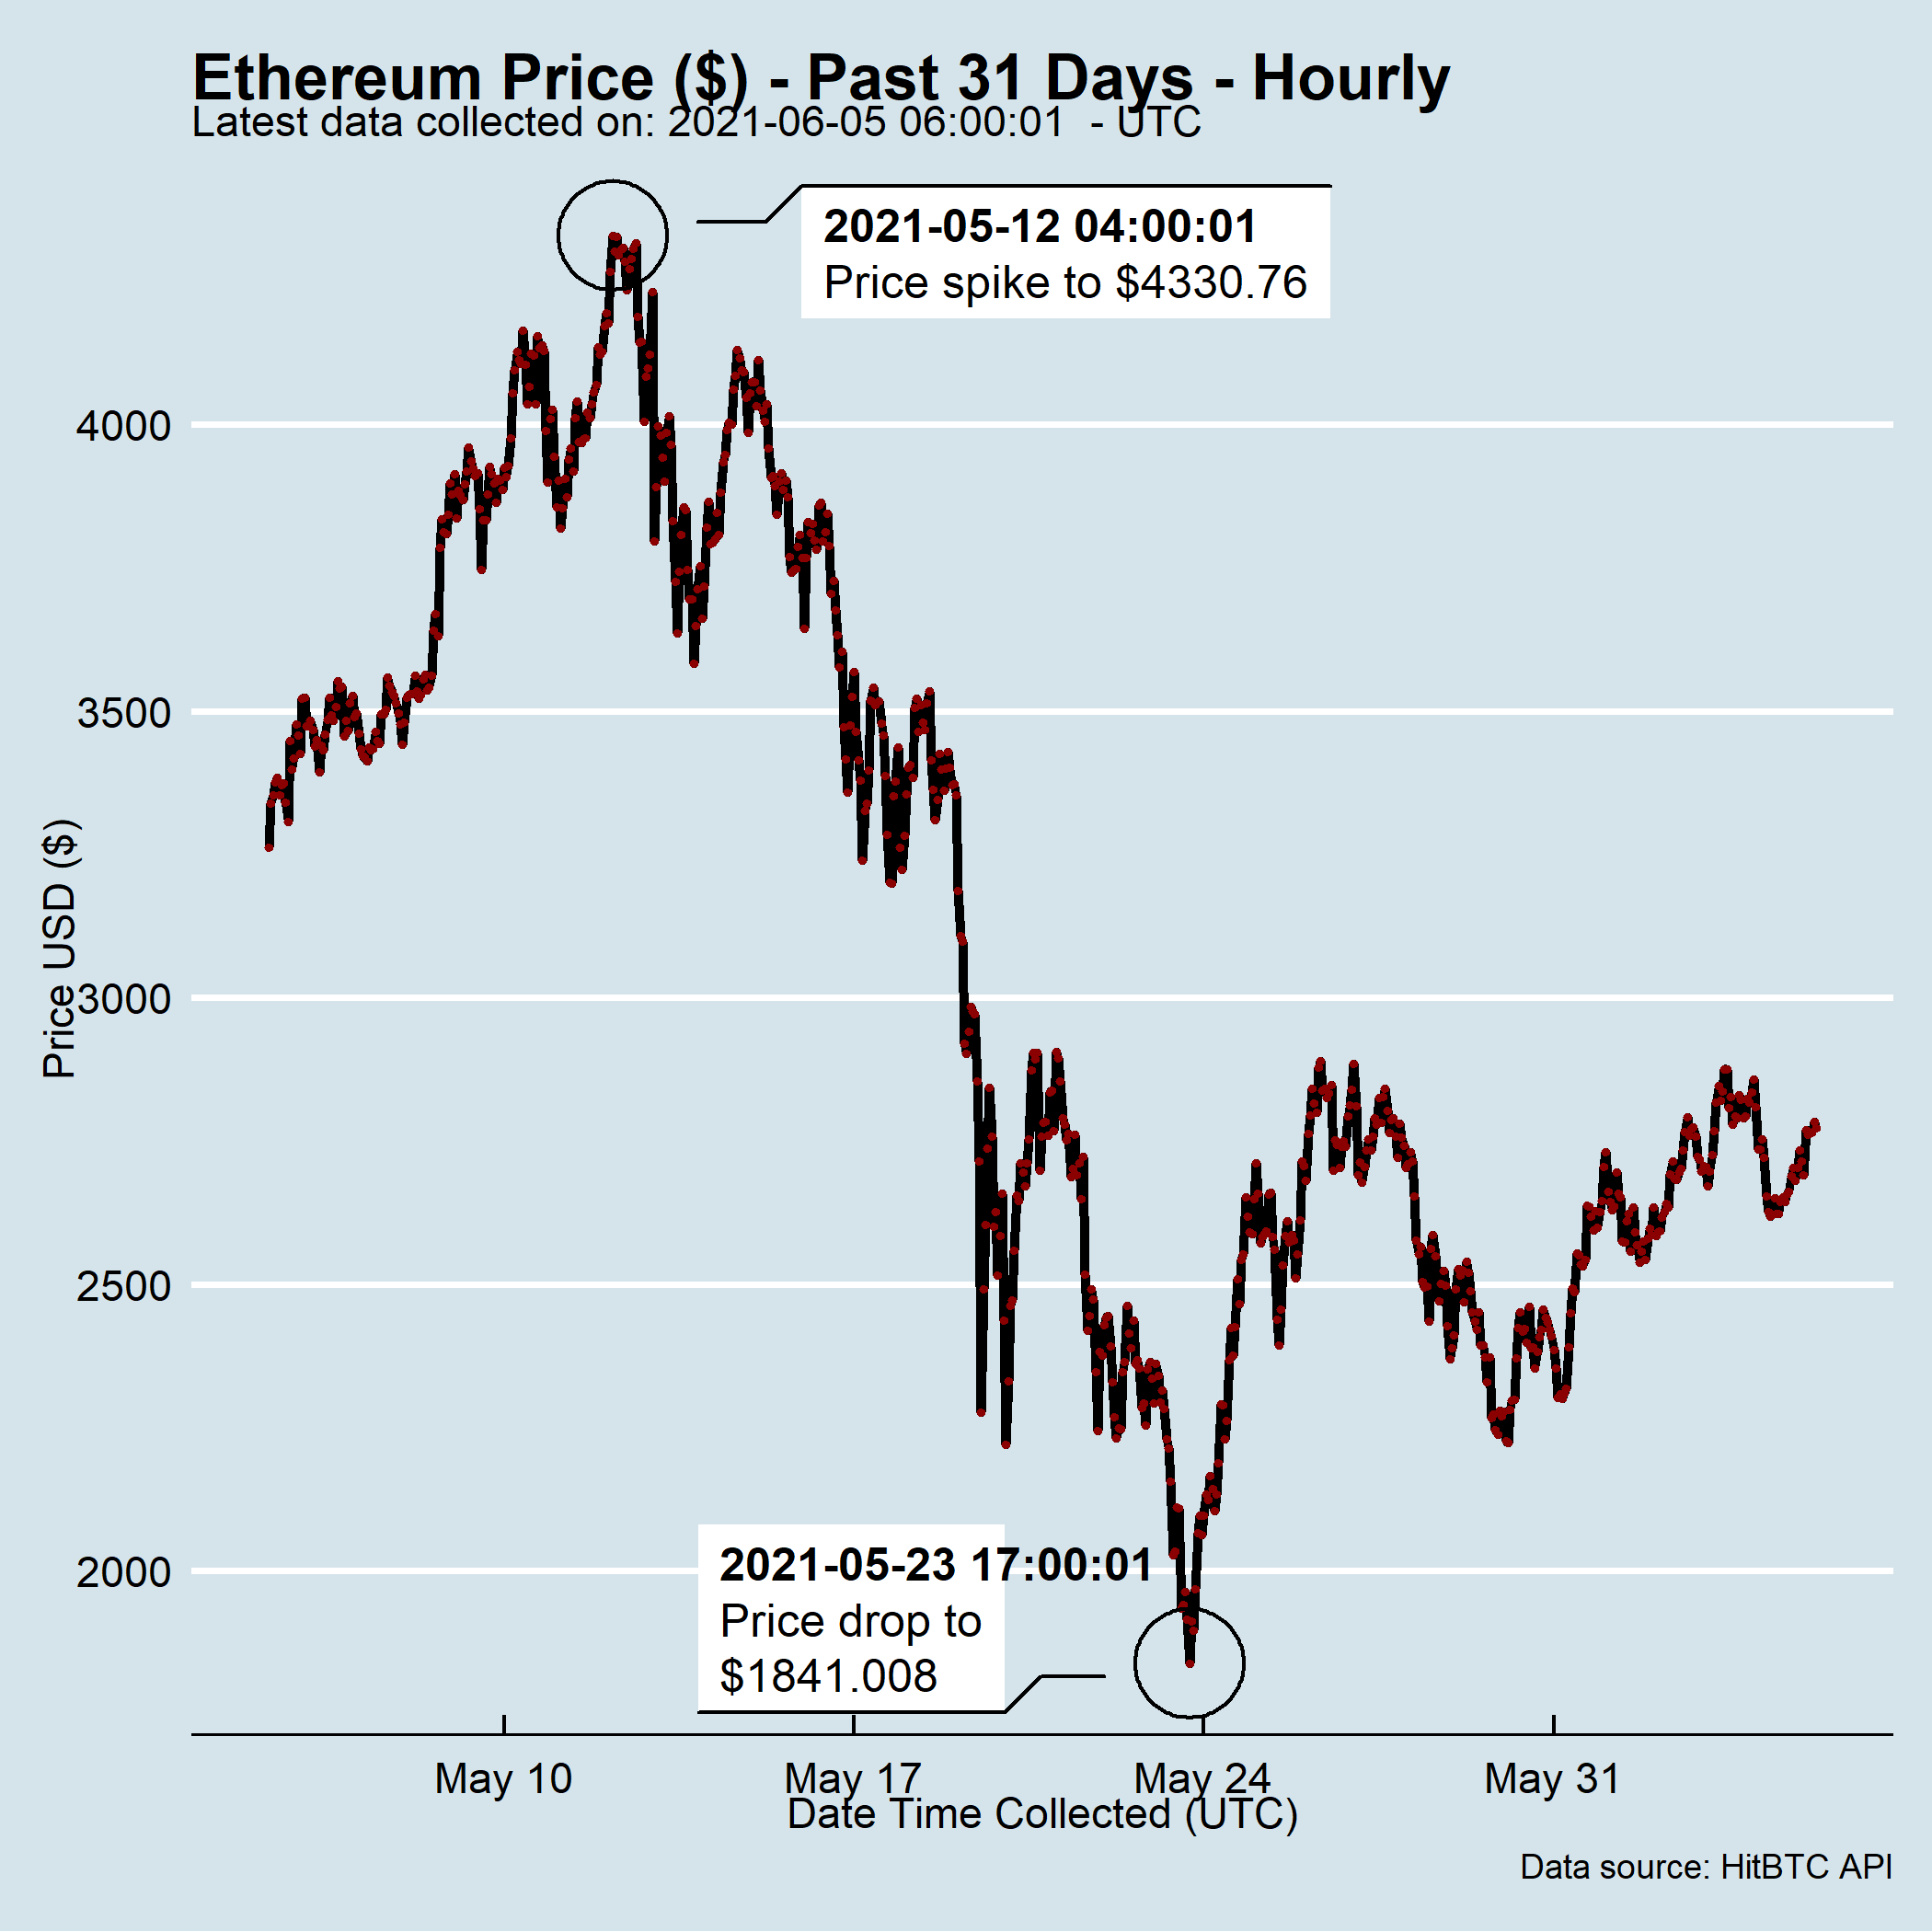 Ethereum Price ($) - Past 31 Days - Hourly
Latest data collected on: 2021-06-05 06:00:01  - UTC
2021-05-12 04:00:01
Price spike to $4330.76
4000
3500
3000
2500
2000
Price USD ($)
2021-05-23 17:00:01
Price drop to
$1841.008
May 10
May 17
May 24
May 31
Date Time Collected (UTC)
Data source: HitBTC API